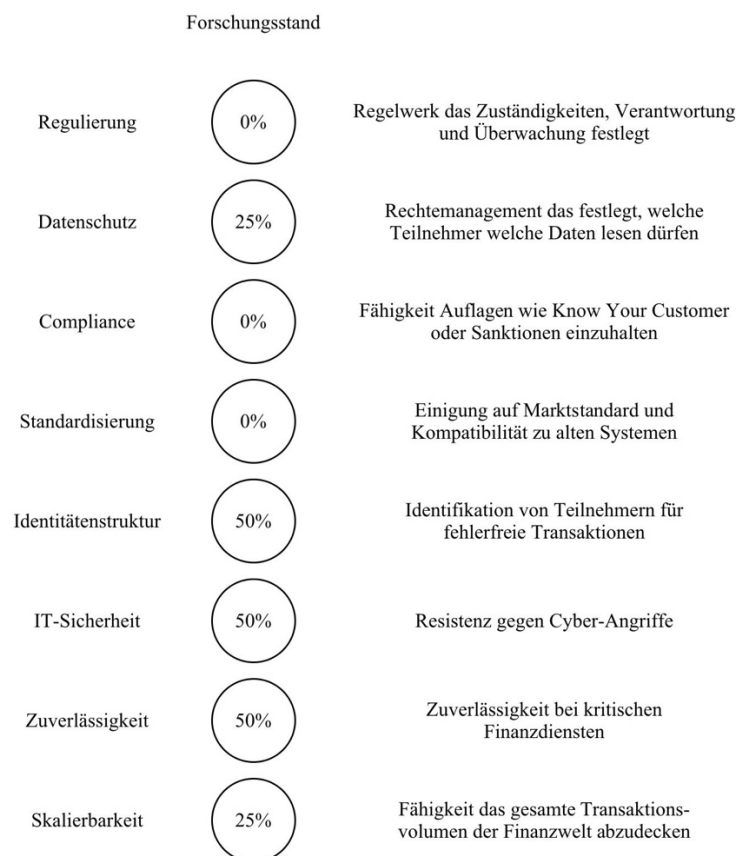 Forschungsstand
Regulierung
0%
Regelwerk das Zuständigkeiten, Verantwortung
und Überwachung festlegt
Datenschutz
25%
Rechtemanagement das festlegt, welche
Teilnehmer welche Daten lesen dürfen
Compliance
0%
Fähigkeit Auflagen wie Know Your Customer
oder Sanktionen einzuhalten
Standardisierung
0%
Einigung auf Marktstandard und
Kompatibilität zu alten Systemen
Identitätenstruktur
50%
Identifikation von Teilnehmern für
fehlerfreie Transaktionen
IT-Sicherheit
50%
Resistenz gegen Cyber-Angriffe
Zuverlässigkeit
50%
Zuverlässigkeit bei kritischen
Finanzdiensten
Skalierbarkeit
25%
Fähigkeit das gesamte Transaktions-
volumen der Finanzwelt abzudecken